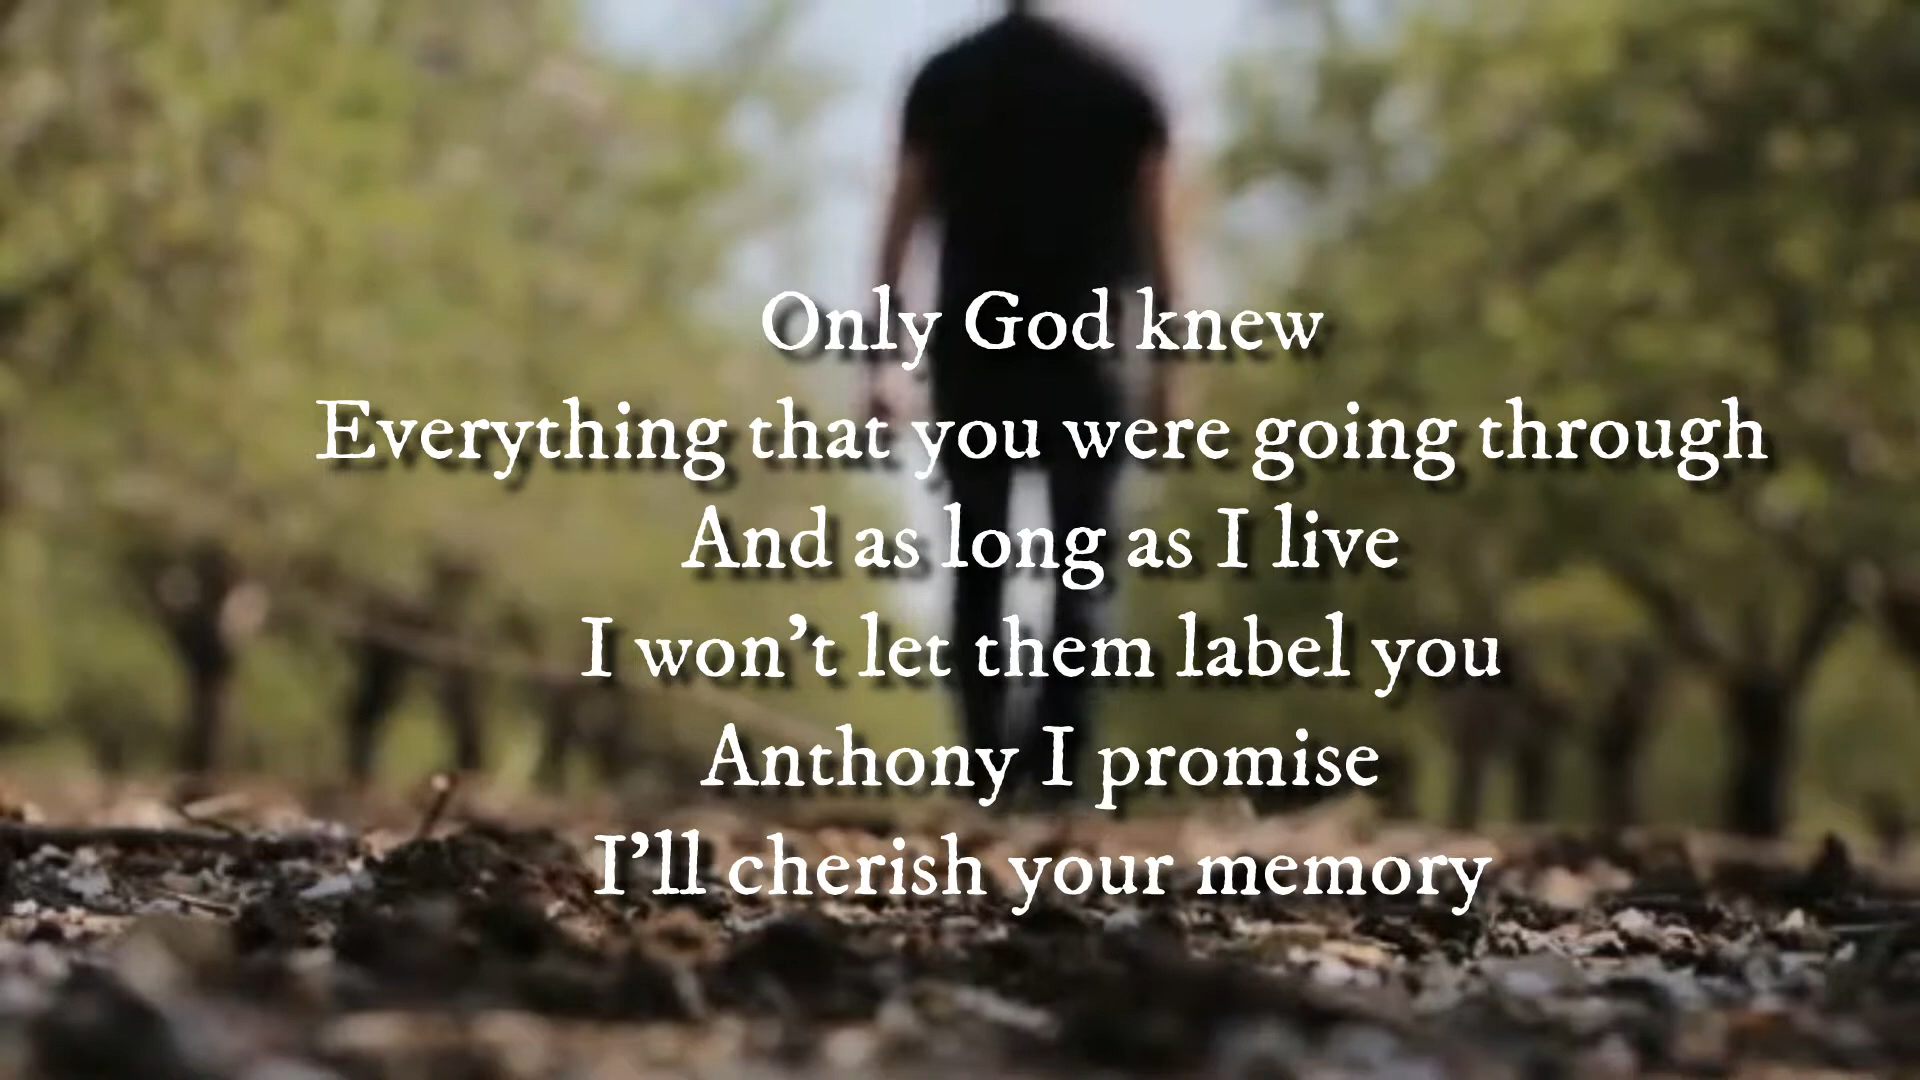 Only God knew
Everything that you were going through
And as long as I live
I won't let them label you
Anthony I promise
I'll cherish your memory